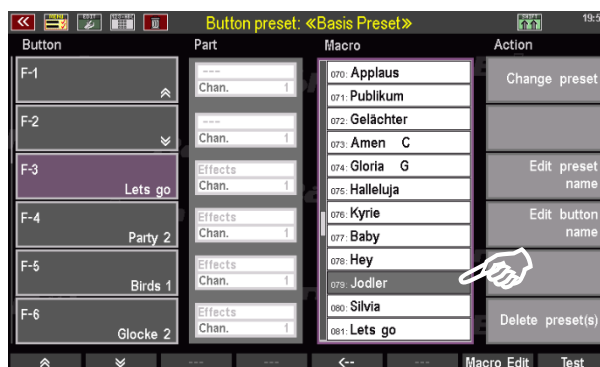 Button preset: «Basis Preset»
Button
Part
Macro
Action
F-1
F-2
F-3
Lets go
F-4
Party 2
F-5
Birds 1
F-6
Glocke 2
---
Chan. 1
---
Chan. 1
Effects
Chan. 1
Effects
Chan. 1
Effects
Chan. 1
Effects
Chan. 1
070: Applaus
071: Publikum
072: Gelächter
073: Amen C
074: Gloria G
075: Halleluja
076: Kyrie
077: Baby
078: Hey
079: Jodler
080: Silvia
081: Lets go
Change preset
Edit preset
name
Edit button
name
Delete preset(s)
--- --- <-- --- Macro Edit Test